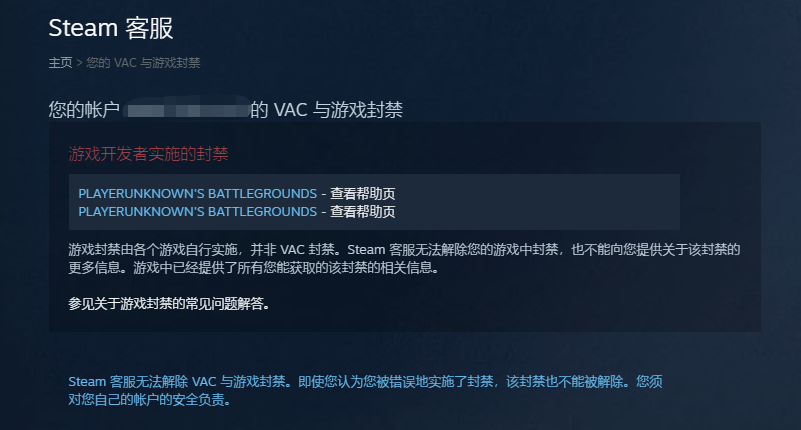 Steam 客服
主页 > 您的 VAC 与游戏封禁
您的帐户 的 VAC 与游戏封禁
游戏开发者实施的封禁
PLAYERUNKNOWN'S BATTLEGROUNDS - 查看帮助页
PLAYERUNKNOWN'S BATTLEGROUNDS - 查看帮助页
游戏封禁由各个游戏自行实施，并非 VAC 封禁。Steam 客服无法解除您的游戏中封禁，也不能向您提供关于该封禁的
更多信息。游戏中已经提供了所有您能获取的该封禁的相关信息。
参见关于游戏封禁的常见问题解答。
Steam 客服无法解除 VAC 与游戏封禁。即使您认为您被错误地实施了封禁，该封禁也不能被解除。您须
对您自己的帐户的安全负责。